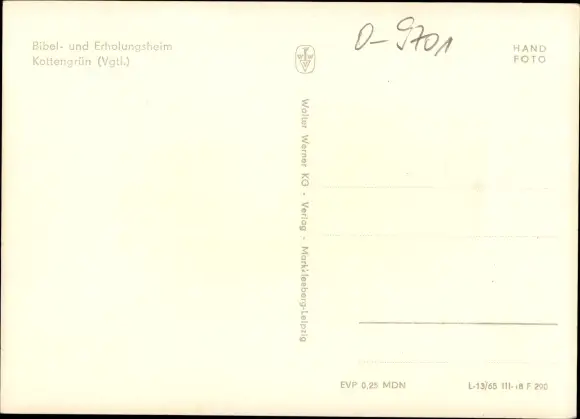 Bibel- und Erholungsheim
Kottengrün (Vgtl.)
O-9701
HAND
FOTO
Walter Werner KG - Verlag - Markkleeberg-Leipzig
EVP 0,25 MDN
L-13/65 III-18 F 290